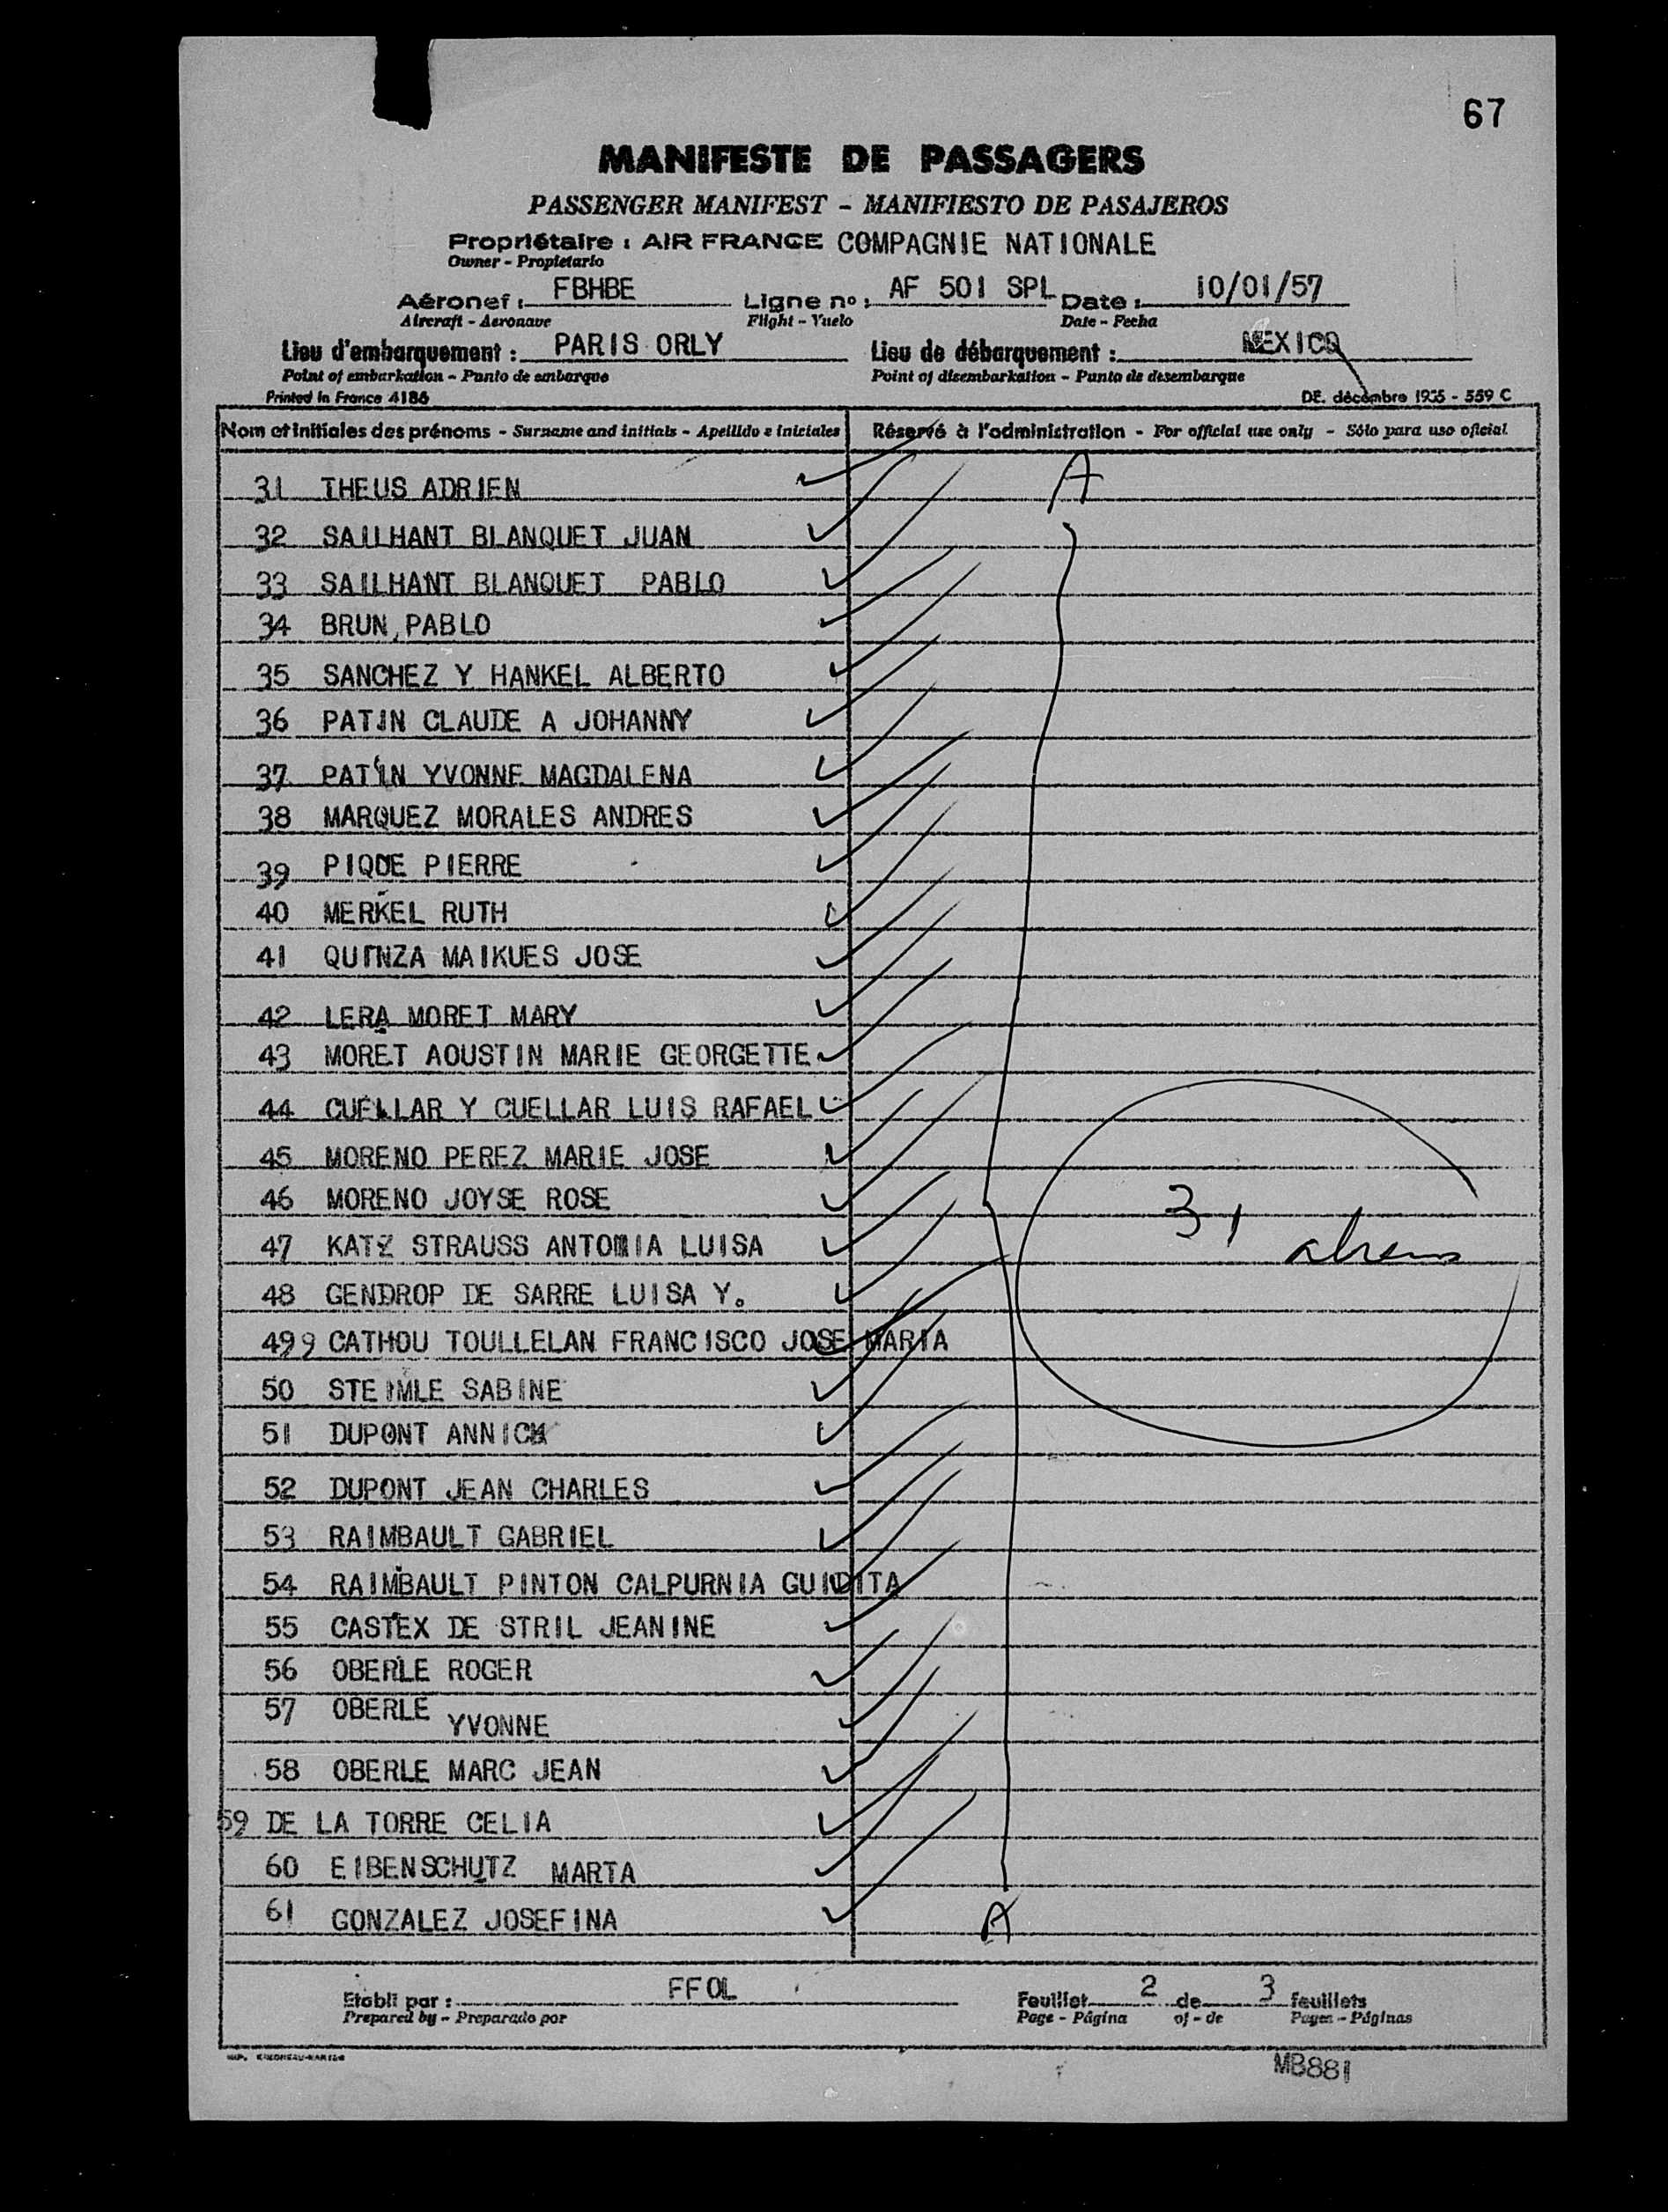 67
MANIFESTE DE PASSAGERS
PASSENGER MANIFEST - MANIFIESTO DE PASAJEROS
Propriétaire : AIR FRANCE COMPAGNIE NATIONALE
Owner - Propietario
Aéronef : FBHBE Ligne no : AF 501 SPL Date : 10/01/57
Aircraft - Aeronave Flight - Vuelo Date - Fecha
Lieu d'embarquement : PARIS ORLY Lieu de débarquement : MEXICO
Point of embarkation - Punto de embarque Point of disembarkation - Punto de desembarque
Printed in France 4186 DE. décembre 1955 - 559 C
Nom et initiales des prénoms - Surname and initials - Apellido e iniciales Réservé à l'administration - For official use only - Sólo para uso oficial
31 THEUS ADRIEN A
32 SAILHANT BLANQUET JUAN
33 SAILHANT BLANQUET PABLO
34 BRUN, PABLO
35 SANCHEZ Y HANKEL ALBERTO
36 PATIN CLAUDE A JOHANNY
37 PATIN YVONNE MAGDALENA
38 MARQUEZ MORALES ANDRES
39 PIQUE PIERRE
40 MERKEL RUTH
41 QUINZA MAIKUES JOSE
42 LERA MORET MARY
43 MORET AOUSTIN MARIE GEORGETTE
44 CUELLAR Y CUELLAR LUIS RAFAEL
45 MORENO PEREZ MARIE JOSE
46 MORENO JOYSE ROSE 31
47 KATZ STRAUSS ANTONIA LUISA
48 GENDROP DE SARRE LUISA Y.
499 CATHOU TOULLELAN FRANCISCO JOSE MARIA
50 STEIMLE SABINE
51 DUPONT ANNICK
52 DUPONT JEAN CHARLES
53 RAIMBAULT GABRIEL
54 RAIMBAULT PINTON CALPURNIA GUIDITA
55 CASTEX DE STRIL JEANINE
56 OBERLE ROGER
57 OBERLE YVONNE
58 OBERLE MARC JEAN
59 DE LA TORRE CELIA
60 EIBENSCHUTZ MARTA
61 GONZALEZ JOSEFINA A
Etabli par : FFOL Feuillet 2 de 3 feuillets
Prepared by - Preparado por Page - Página of - de Pages - Páginas
MB881